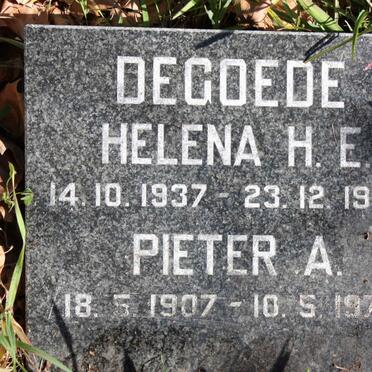 DEGOEDE
HELENA H. E.
14. 10. 1937 - 23. 12. 19
PIETER A.
18. 5. 1907 - 10. 5. 197